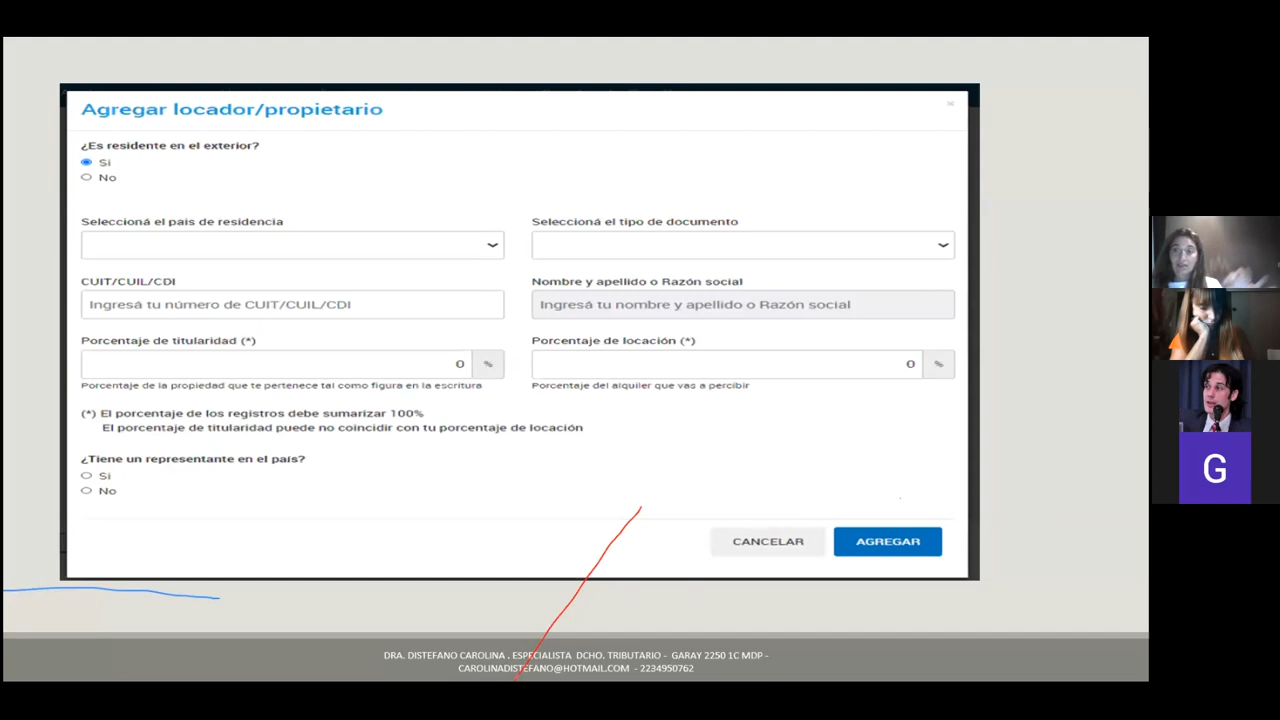 Agregar locador/propietario
×
¿Es residente en el exterior?
Si
No
Seleccioná el pais de residencia
Seleccioná el tipo de documento
CUIT/CUIL/CDI
Nombre y apellido o Razón social
Ingresá tu número de CUIT/CUIL/CDI
Ingresá tu nombre y apellido o Razón social
Porcentaje de titularidad (*)
Porcentaje de locación (*)
0 %
0 %
Porcentaje de la propiedad que te pertenece tal como figura en la escritura
Porcentaje del alquiler que vas a percibir
(*) El porcentaje de los registros debe sumarizar 100%
El porcentaje de titularidad puede no coincidir con tu porcentaje de locación
¿Tiene un representante en el país?
Si
No
CANCELAR
AGREGAR
DRA. DISTEFANO CAROLINA . ESPECIALISTA DCHO. TRIBUTARIO - GARAY 2250 1C MDP -
CAROLINADISTEFANO@HOTMAIL.COM - 2234950762
G